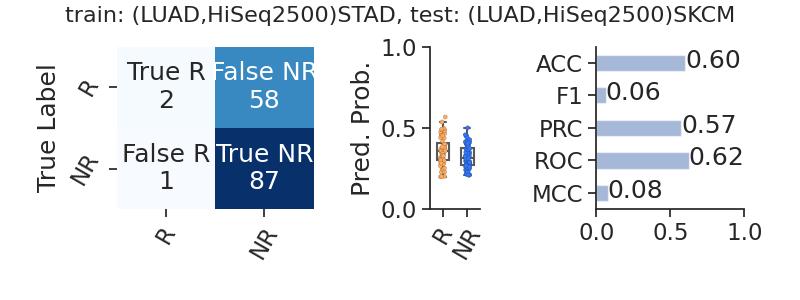 train: (LUAD,HiSeq2500)STAD, test: (LUAD,HiSeq2500)SKCM
True Label
R
NR
True R
2
False NR
58
False R
1
True NR
87
R
NR
Pred. Prob.
1.0
0.5
0.0
R
NR
ACC
0.60
F1
0.06
PRC
0.57
ROC
0.62
MCC
0.08
0.0
0.5
1.0